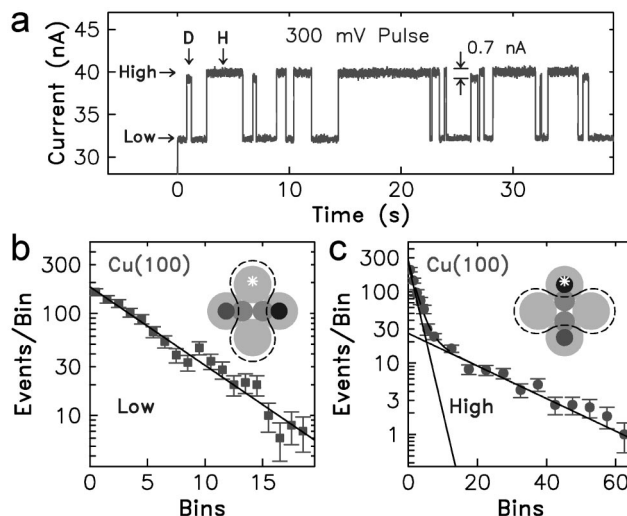 a
Current (nA)
40
35
30
High→
Low→
D H 300 mV Pulse 0.7 nA
0 10 20 30
Time (s)
b
Events/Bin
300
100
30
10
Cu(100)
*
Low
0 5 10 15
Bins
c
Events/Bin
300
100
30
10
3
1
Cu(100)
*
High
0 20 40 60
Bins